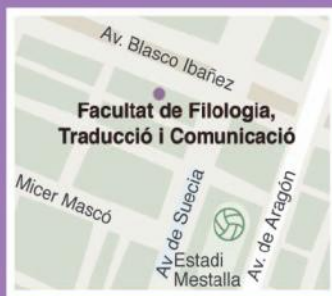 Av. Blasco Ibañez
Facultat de Filologia,
Traducció i Comunicació
Micer Mascó
Av de Suecia
Estadi
Mestalla
Av. de Aragón